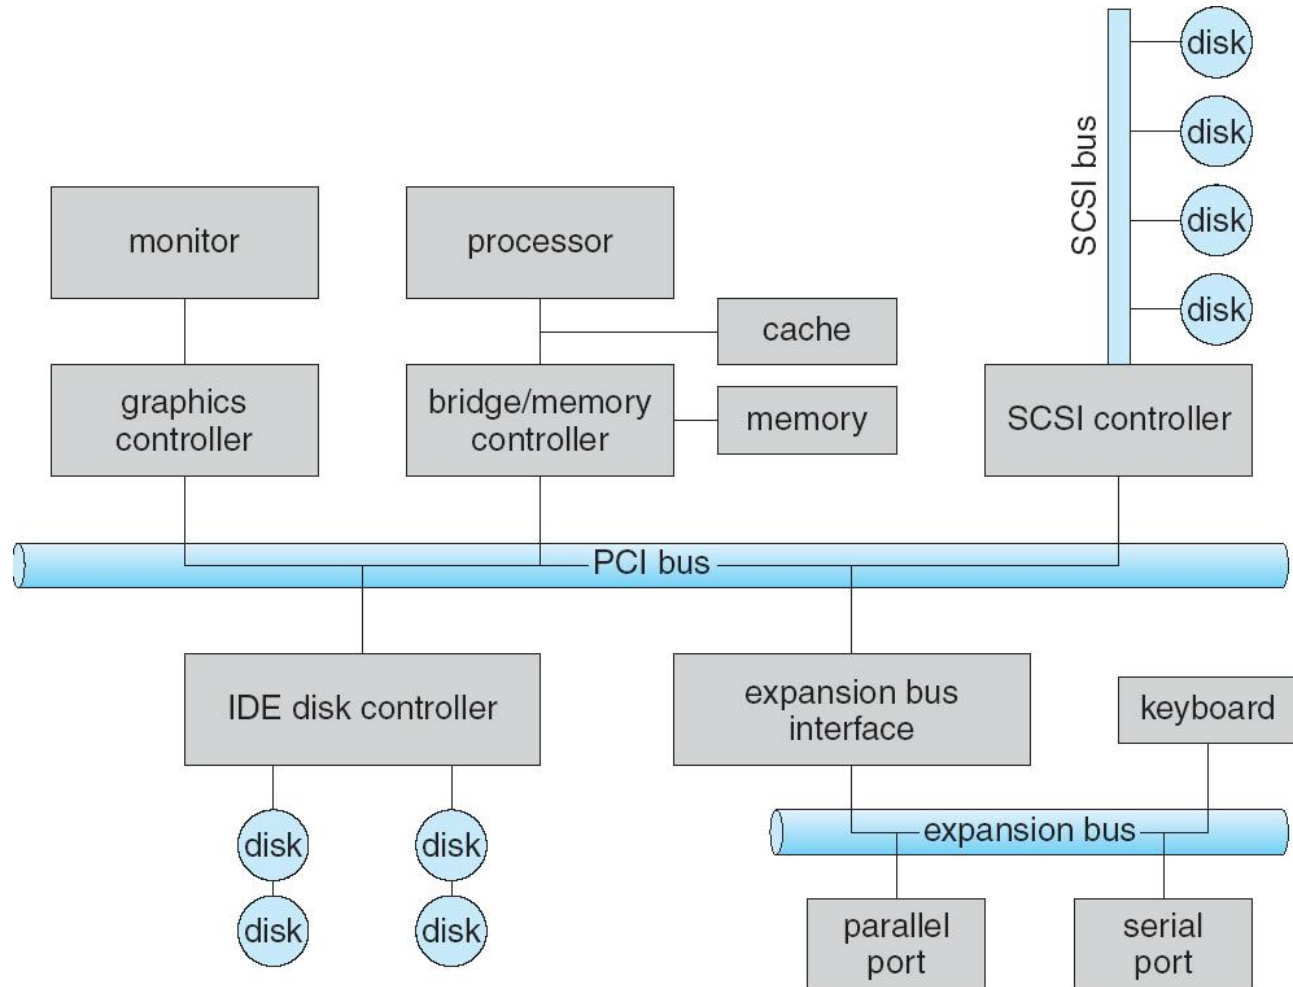 disk
disk
disk
disk
SCSI bus
monitor
processor
cache
graphics
controller
bridge/memory
controller
memory
SCSI controller
PCI bus
IDE disk controller
expansion bus
interface
keyboard
disk
disk
disk
disk
expansion bus
parallel
port
serial
port